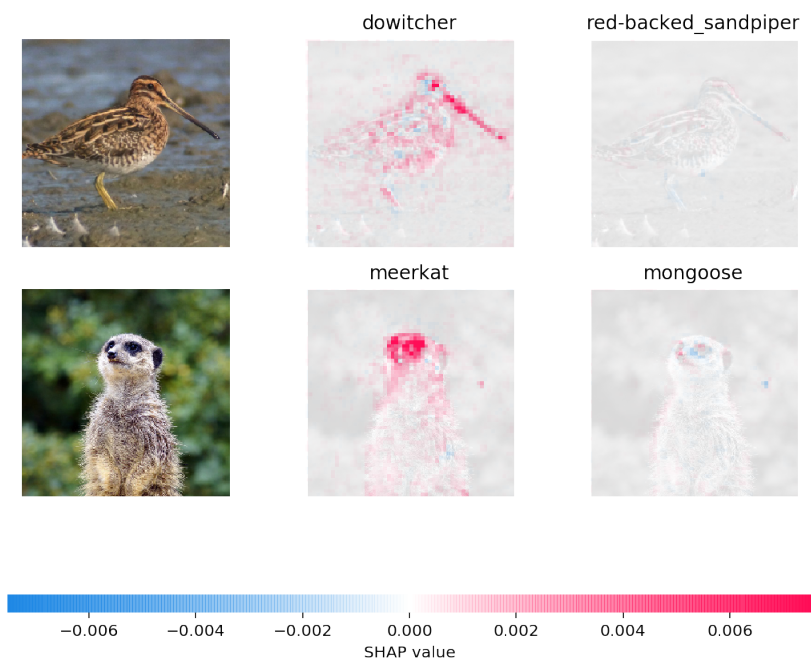 dowitcher
red-backed_sandpiper
meerkat
mongoose
−0.006 −0.004 −0.002 0.000 0.002 0.004 0.006
SHAP value